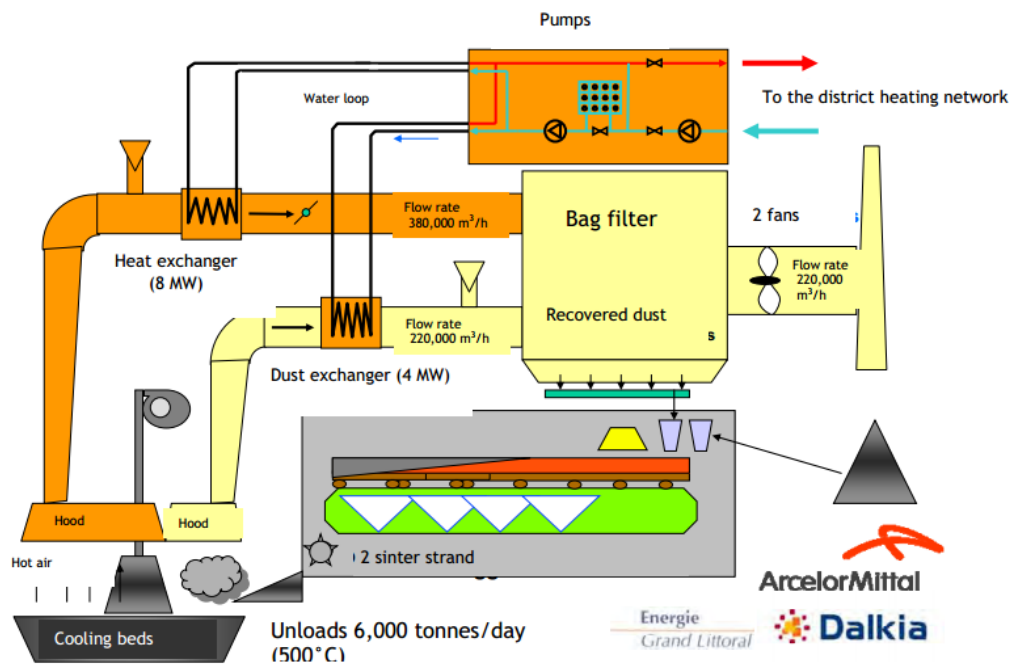 Pumps
Water loop
To the district heating network
Flow rate
380,000 m³/h
Bag filter
2 fans
Heat exchanger
(8 MW)
Flow rate
220,000
m³/h
Flow rate
220,000 m³/h
Recovered dust
s
Dust exchanger (4 MW)
Hood
Hood
Hot air
2 sinter strand
ArcelorMittal
Cooling beds
Unloads 6,000 tonnes/day
(500°C)
Energie
Grand Littoral
Dalkia